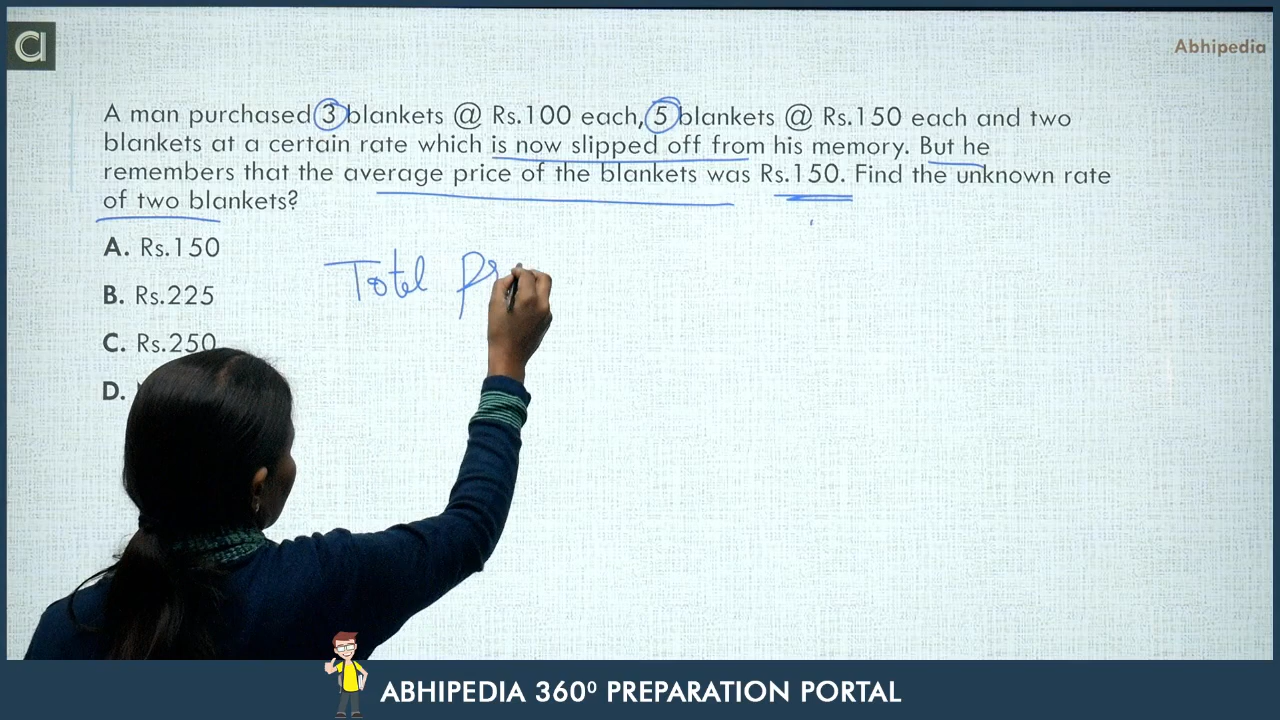 a
Abhipedia
A man purchased 3 blankets @ Rs.100 each, 5 blankets @ Rs.150 each and two
blankets at a certain rate which is now slipped off from his memory. But he
remembers that the average price of the blankets was Rs.150. Find the unknown rate
of two blankets?
A. Rs.150
B. Rs.225
C. Rs.250
D.
Total Pr
ABHIPEDIA 360⁰ PREPARATION PORTAL